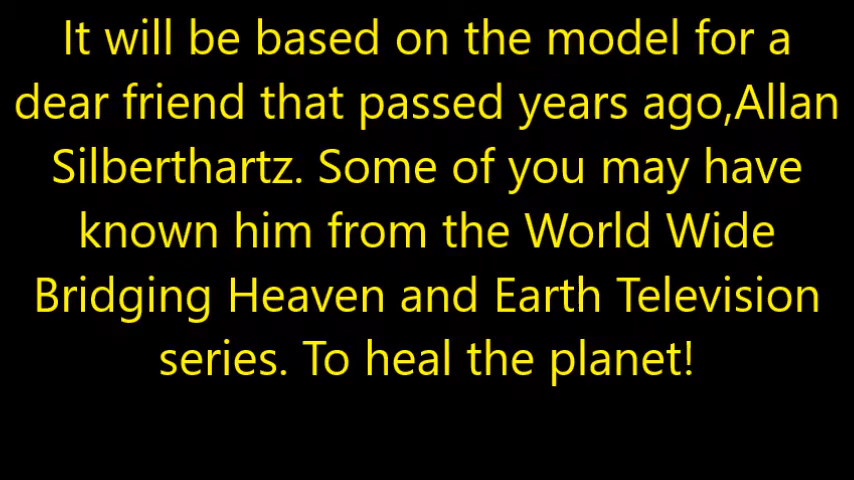 It will be based on the model for a
dear friend that passed years ago,Allan
Silberthartz. Some of you may have
known him from the World Wide
Bridging Heaven and Earth Television
series. To heal the planet!